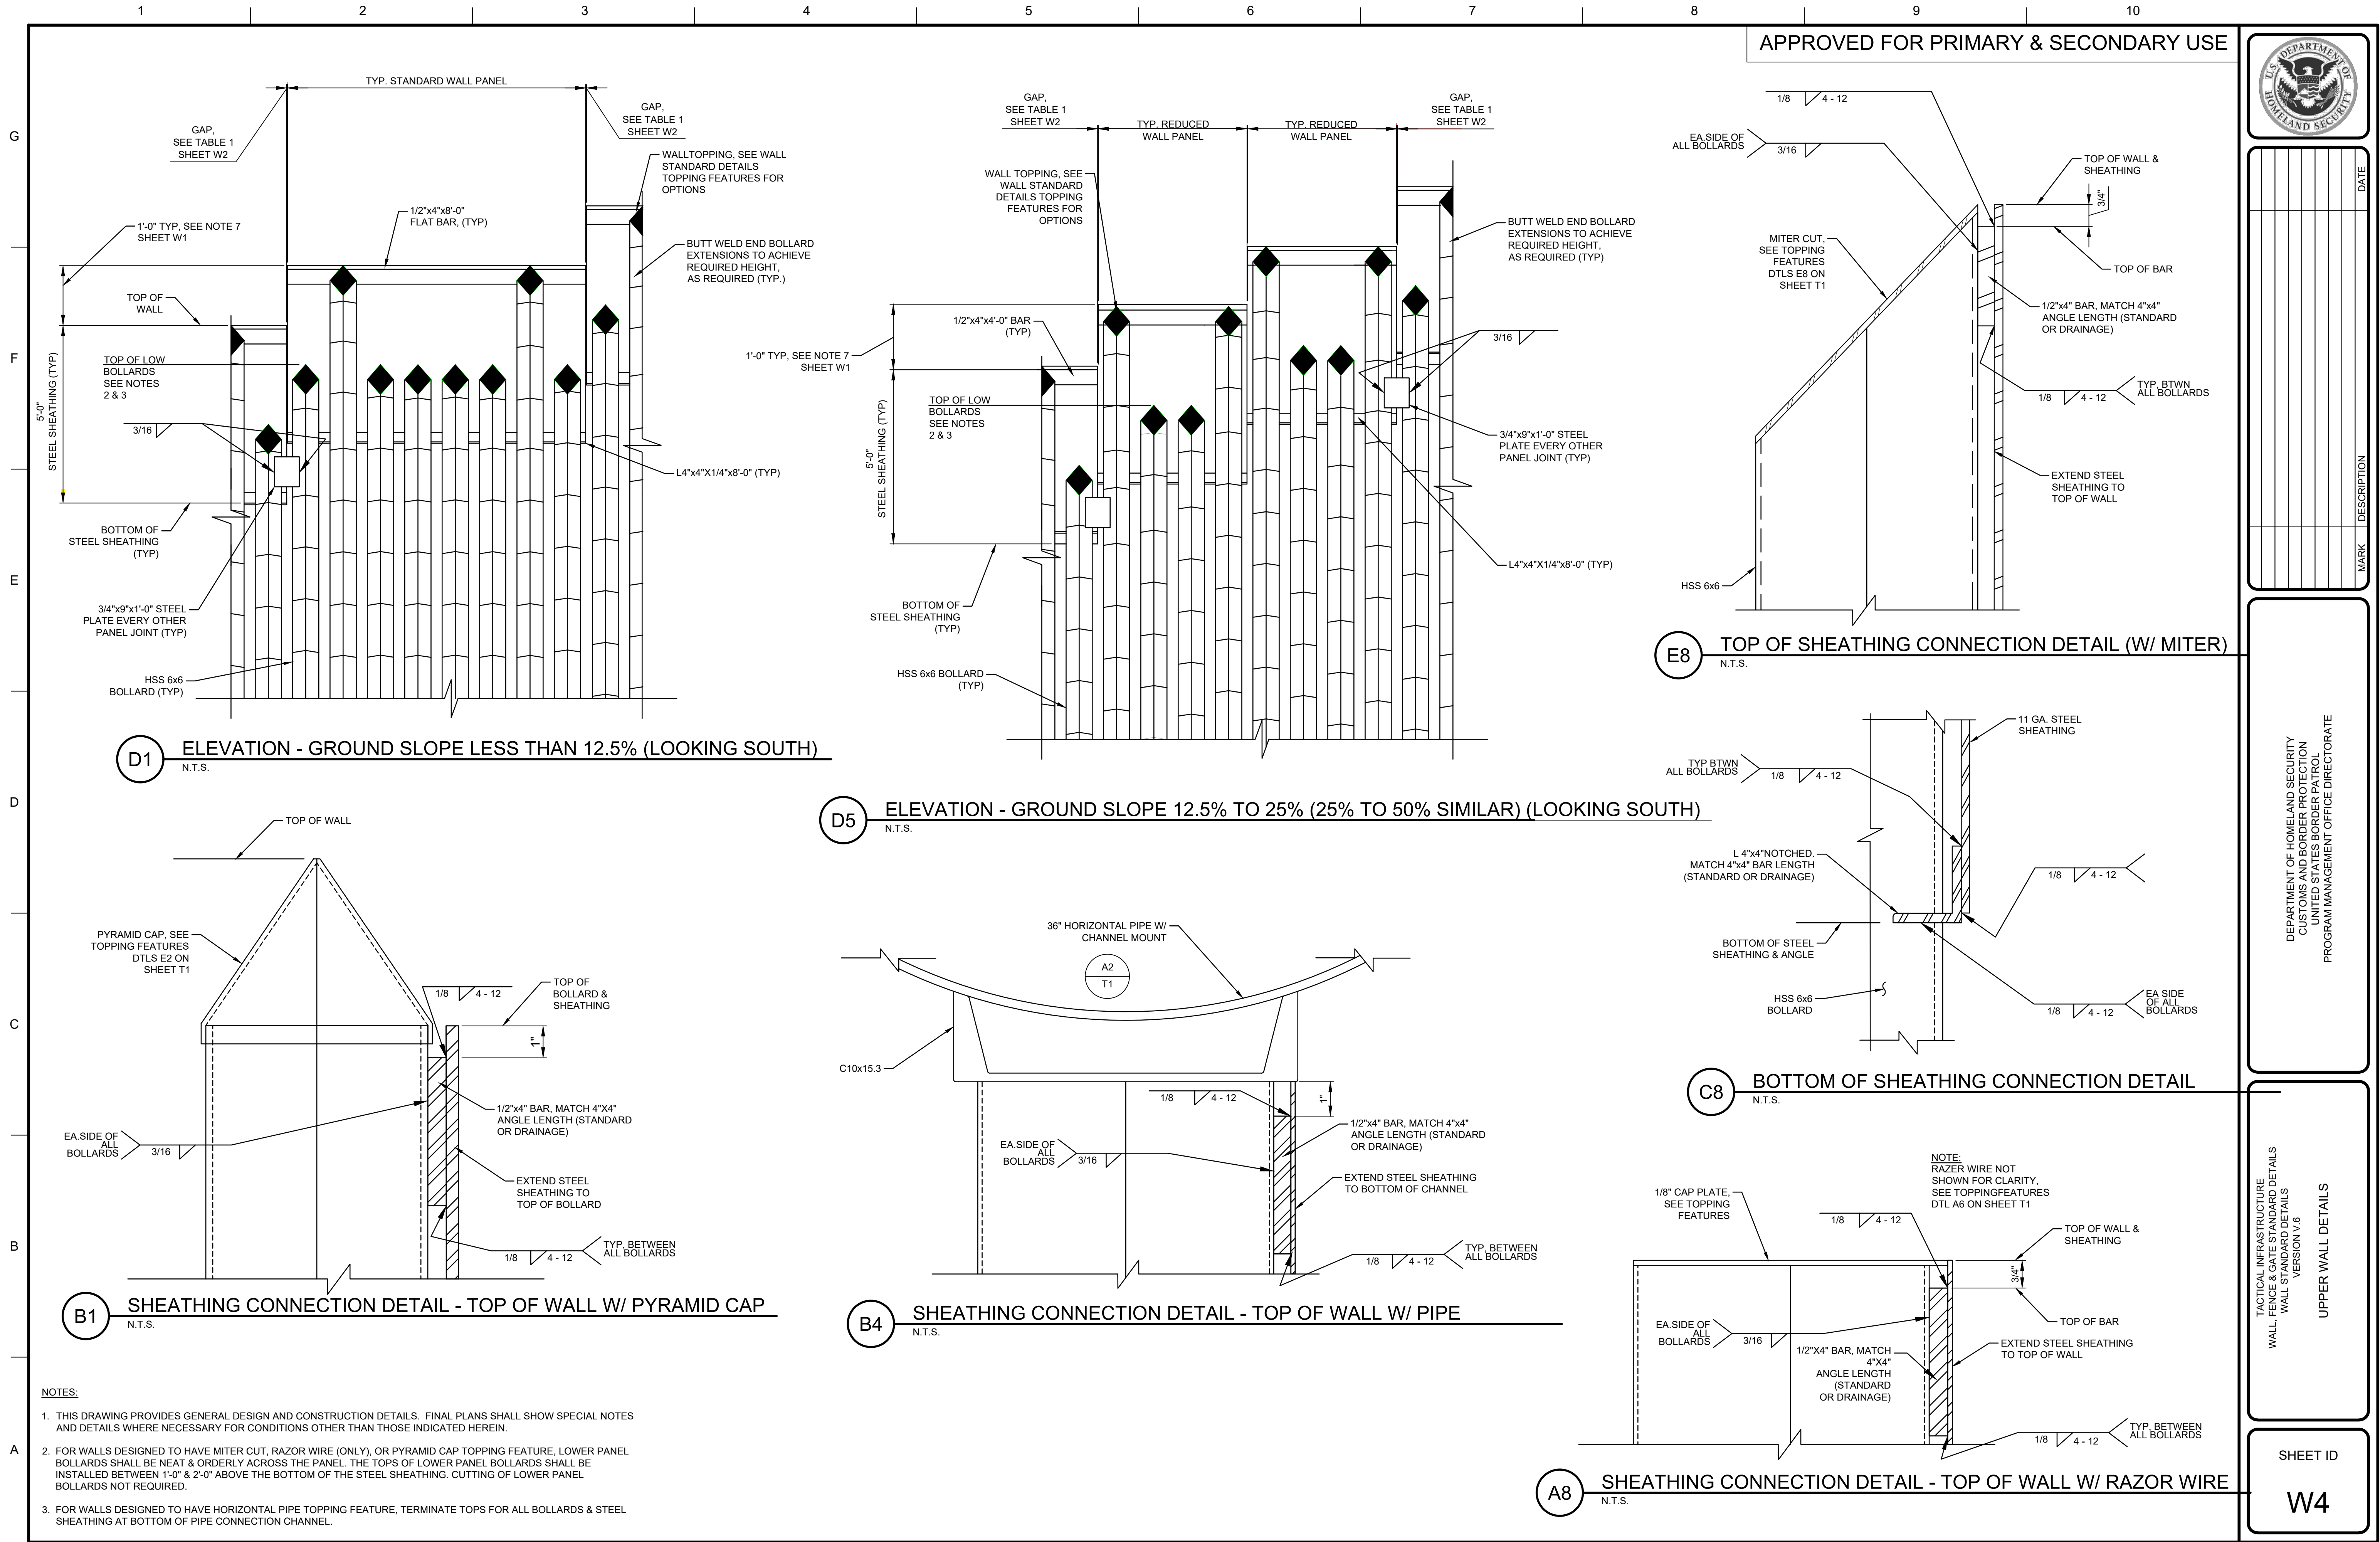 1 2 3 4 5 6 7 8 9 10
G
F
E
D
C
B
A
APPROVED FOR PRIMARY & SECONDARY USE
TYP. STANDARD WALL PANEL
GAP,
SEE TABLE 1
SHEET W2
GAP,
SEE TABLE 1
SHEET W2
WALLTOPPING, SEE WALL
STANDARD DETAILS
TOPPING FEATURES FOR
OPTIONS
1/2"x4"x8'-0"
FLAT BAR, (TYP)
1'-0" TYP, SEE NOTE 7
SHEET W1
BUTT WELD END BOLLARD
EXTENSIONS TO ACHIEVE
REQUIRED HEIGHT,
AS REQUIRED (TYP.)
TOP OF
WALL
TOP OF LOW
BOLLARDS
SEE NOTES
2 & 3
5'-0"
STEEL SHEATHING (TYP)
3/16
L4"x4"X1/4"x8'-0" (TYP)
BOTTOM OF
STEEL SHEATHING
(TYP)
3/4"x9"x1'-0" STEEL
PLATE EVERY OTHER
PANEL JOINT (TYP)
HSS 6x6
BOLLARD (TYP)
D1
ELEVATION - GROUND SLOPE LESS THAN 12.5% (LOOKING SOUTH)
N.T.S.
GAP,
SEE TABLE 1
SHEET W2
TYP. REDUCED
WALL PANEL
TYP. REDUCED
WALL PANEL
GAP,
SEE TABLE 1
SHEET W2
WALL TOPPING, SEE
WALL STANDARD
DETAILS TOPPING
FEATURES FOR
OPTIONS
BUTT WELD END BOLLARD
EXTENSIONS TO ACHIEVE
REQUIRED HEIGHT,
AS REQUIRED (TYP)
1/2"x4"x4'-0" BAR
(TYP)
1'-0" TYP, SEE NOTE 7
SHEET W1
3/16
TOP OF LOW
BOLLARDS
SEE NOTES
2 & 3
5'-0"
STEEL SHEATHING (TYP)
3/4"x9"x1'-0" STEEL
PLATE EVERY OTHER
PANEL JOINT (TYP)
L4"x4"X1/4"x8'-0" (TYP)
BOTTOM OF
STEEL SHEATHING
(TYP)
HSS 6x6 BOLLARD
(TYP)
D5
ELEVATION - GROUND SLOPE 12.5% TO 25% (25% TO 50% SIMILAR) (LOOKING SOUTH)
N.T.S.
1/8 4 - 12
EA.SIDE OF
ALL BOLLARDS
3/16
TOP OF WALL &
SHEATHING
3/4"
MITER CUT,
SEE TOPPING
FEATURES
DTLS E8 ON
SHEET T1
TOP OF BAR
1/2"x4" BAR, MATCH 4"x4"
ANGLE LENGTH (STANDARD
OR DRAINAGE)
1/8 4 - 12
TYP, BTWN
ALL BOLLARDS
EXTEND STEEL
SHEATHING TO
TOP OF WALL
HSS 6x6
E8
TOP OF SHEATHING CONNECTION DETAIL (W/ MITER)
N.T.S.
11 GA. STEEL
SHEATHING
TYP BTWN
ALL BOLLARDS
1/8 4 - 12
L 4"x4"NOTCHED.
MATCH 4"x4" BAR LENGTH
(STANDARD OR DRAINAGE)
1/8 4 - 12
BOTTOM OF STEEL
SHEATHING & ANGLE
HSS 6x6
BOLLARD
1/8 4 - 12
EA SIDE
OF ALL
BOLLARDS
C8
BOTTOM OF SHEATHING CONNECTION DETAIL
N.T.S.
TOP OF WALL
PYRAMID CAP, SEE
TOPPING FEATURES
DTLS E2 ON
SHEET T1
1/8 4 - 12
TOP OF
BOLLARD &
SHEATHING
1"
1/2"x4" BAR, MATCH 4"X4"
ANGLE LENGTH (STANDARD
OR DRAINAGE)
EA.SIDE OF
ALL
BOLLARDS
3/16
EXTEND STEEL
SHEATHING TO
TOP OF BOLLARD
1/8 4 - 12
TYP, BETWEEN
ALL BOLLARDS
B1
SHEATHING CONNECTION DETAIL - TOP OF WALL W/ PYRAMID CAP
N.T.S.
36" HORIZONTAL PIPE W/
CHANNEL MOUNT
A2
T1
C10x15.3
1/8 4 - 12
1"
1/2"x4" BAR, MATCH 4"x4"
ANGLE LENGTH (STANDARD
OR DRAINAGE)
EA.SIDE OF
ALL
BOLLARDS
3/16
EXTEND STEEL SHEATHING
TO BOTTOM OF CHANNEL
1/8 4 - 12
TYP, BETWEEN
ALL BOLLARDS
B4
SHEATHING CONNECTION DETAIL - TOP OF WALL W/ PIPE
N.T.S.
NOTE:
RAZER WIRE NOT
SHOWN FOR CLARITY,
SEE TOPPINGFEATURES
DTL A6 ON SHEET T1
1/8" CAP PLATE,
SEE TOPPING
FEATURES
1/8 4 - 12
TOP OF WALL &
SHEATHING
3/4"
TOP OF BAR
EA.SIDE OF
ALL
BOLLARDS
3/16
EXTEND STEEL SHEATHING
TO TOP OF WALL
1/2"X4" BAR, MATCH
4"X4"
ANGLE LENGTH
(STANDARD
OR DRAINAGE)
1/8 4 - 12
TYP, BETWEEN
ALL BOLLARDS
A8
SHEATHING CONNECTION DETAIL - TOP OF WALL W/ RAZOR WIRE
N.T.S.
NOTES:
1. THIS DRAWING PROVIDES GENERAL DESIGN AND CONSTRUCTION DETAILS. FINAL PLANS SHALL SHOW SPECIAL NOTES
AND DETAILS WHERE NECESSARY FOR CONDITIONS OTHER THAN THOSE INDICATED HEREIN.
2. FOR WALLS DESIGNED TO HAVE MITER CUT, RAZOR WIRE (ONLY), OR PYRAMID CAP TOPPING FEATURE, LOWER PANEL
BOLLARDS SHALL BE NEAT & ORDERLY ACROSS THE PANEL. THE TOPS OF LOWER PANEL BOLLARDS SHALL BE
INSTALLED BETWEEN 1'-0" & 2'-0" ABOVE THE BOTTOM OF THE STEEL SHEATHING. CUTTING OF LOWER PANEL
BOLLARDS NOT REQUIRED.
3. FOR WALLS DESIGNED TO HAVE HORIZONTAL PIPE TOPPING FEATURE, TERMINATE TOPS FOR ALL BOLLARDS & STEEL
SHEATHING AT BOTTOM OF PIPE CONNECTION CHANNEL.
U.S. DEPARTMENT OF
HOMELAND SECURITY
DATE
DESCRIPTION
MARK
DEPARTMENT OF HOMELAND SECURITY
CUSTOMS AND BORDER PROTECTION
UNITED STATES BORDER PATROL
PROGRAM MANAGEMENT OFFICE DIRECTORATE
TACTICAL INFRASTRUCTURE
WALL, FENCE & GATE STANDARD DETAILS
WALL STANDARD DETAILS
VERSION V.6
UPPER WALL DETAILS
SHEET ID
W4